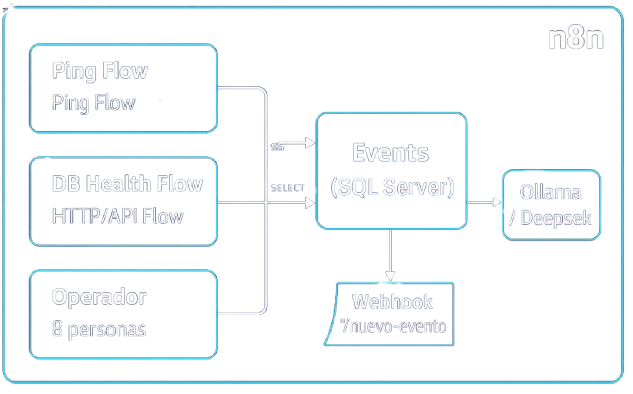 n8n
Ping Flow
Ping Flow
DB Health Flow
HTTP/API Flow
Operador
8 personas
SELECT
Events
(SQL Server)
Ollama
/ Deepsek
Webhook
"/nuevo-evento